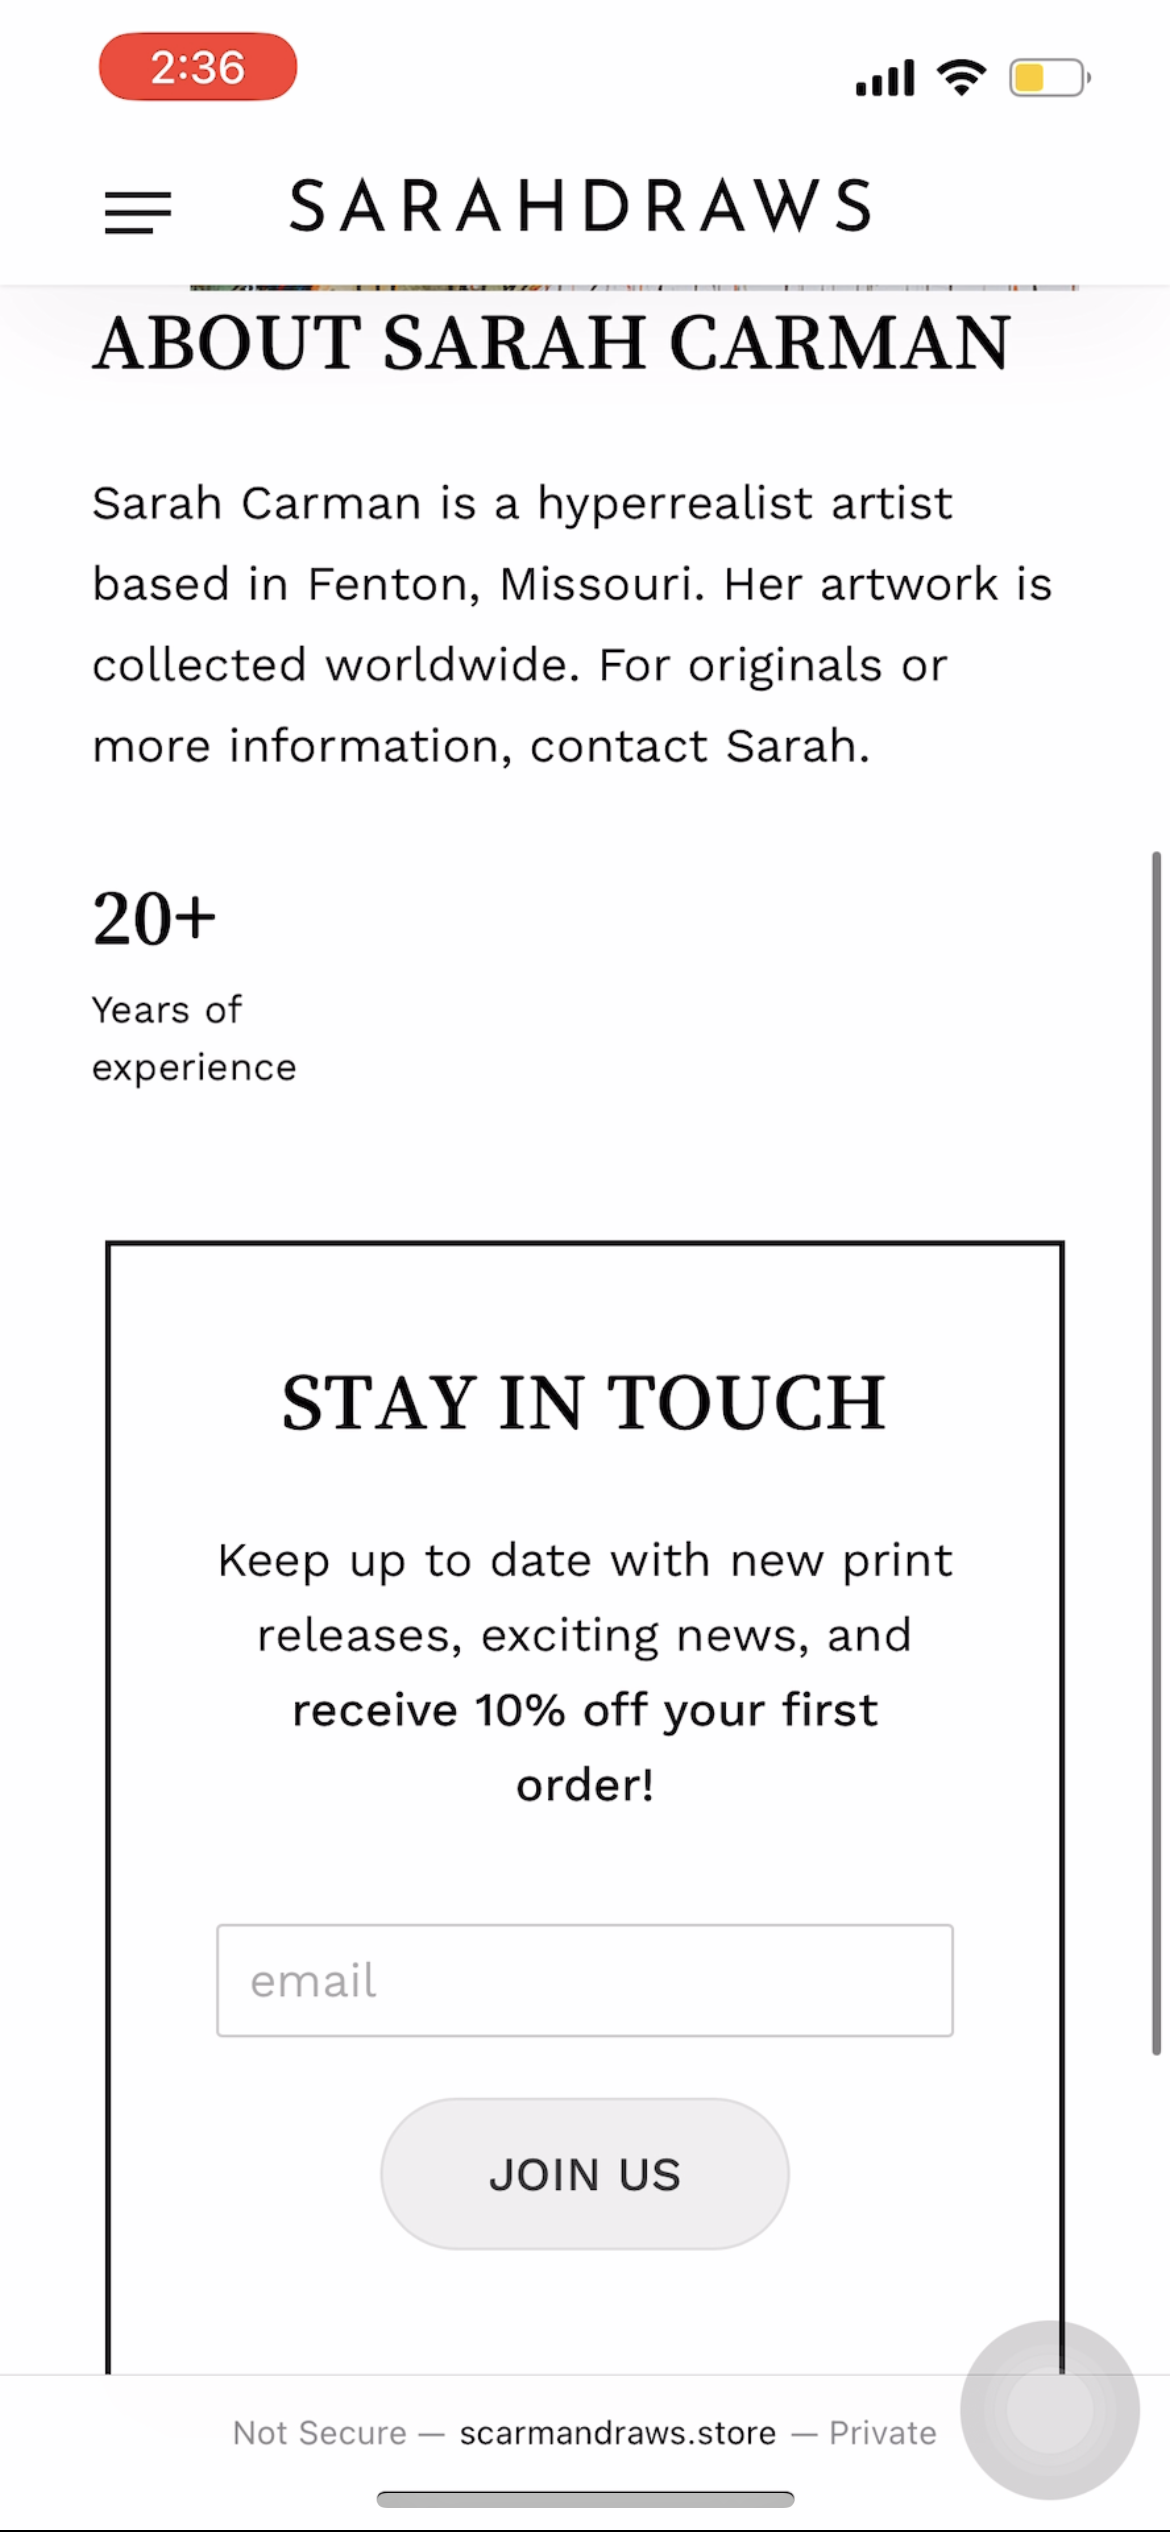 2:36
SARAHDRAWS
ABOUT SARAH CARMAN
Sarah Carman is a hyperrealist artist
based in Fenton, Missouri. Her artwork is
collected worldwide. For originals or
more information, contact Sarah.
20+
Years of
experience
STAY IN TOUCH
Keep up to date with new print
releases, exciting news, and
receive 10% off your first
order!
email
JOIN US
Not Secure — scarmandraws.store — Private